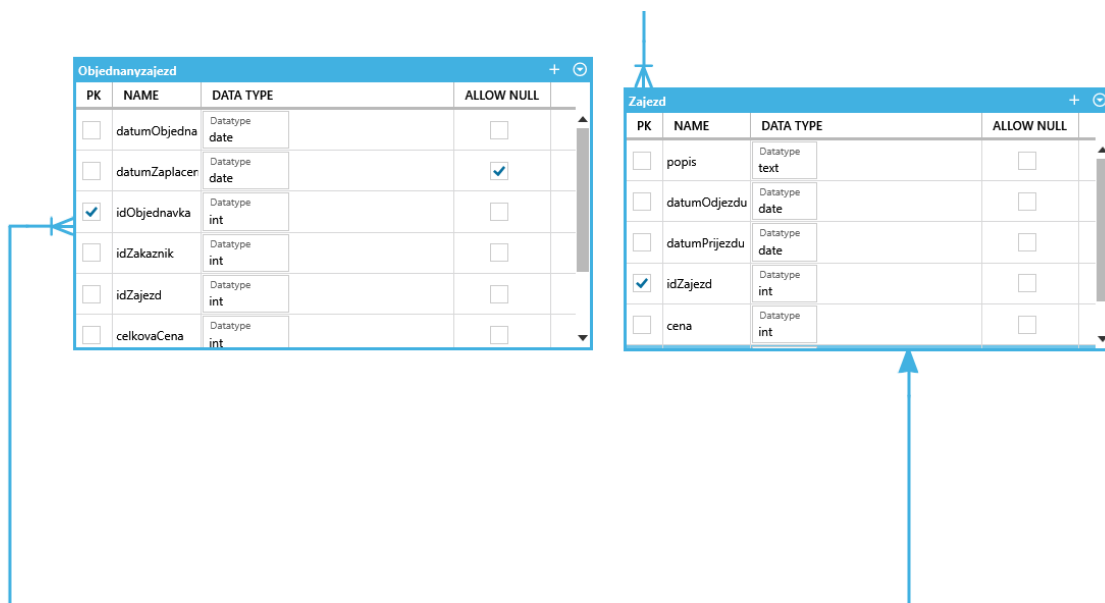 Objednanyzajezd
PK NAME DATA TYPE ALLOW NULL
datumObjedna Datatype date
datumZaplacer Datatype date
idObjednavka Datatype int
idZakaznik Datatype int
idZajezd Datatype int
celkovaCena Datatype int
Zajezd
PK NAME DATA TYPE ALLOW NULL
popis Datatype text
datumOdjezdu Datatype date
datumPrijezdu Datatype date
idZajezd Datatype int
cena Datatype int